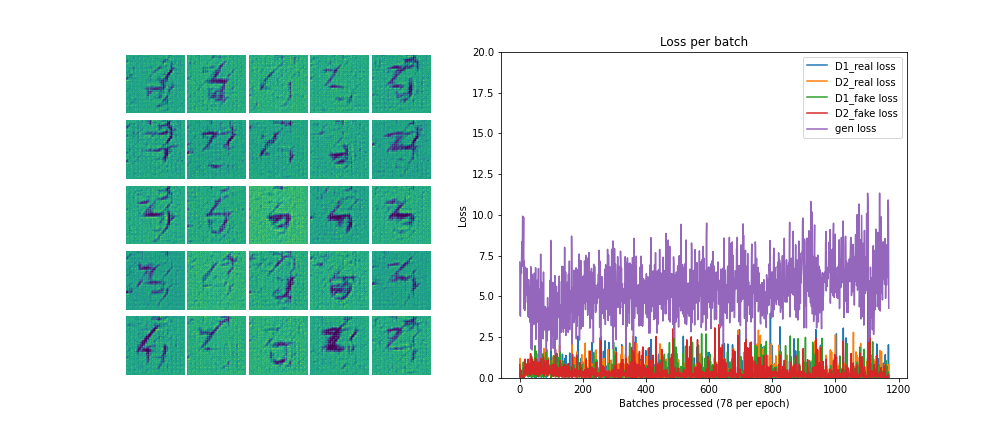 Loss per batch
20.0
17.5
15.0
12.5
10.0
7.5
5.0
2.5
0.0
Loss
D1_real loss
D2_real loss
D1_fake loss
D2_fake loss
gen loss
0 200 400 600 800 1000 1200
Batches processed (78 per epoch)